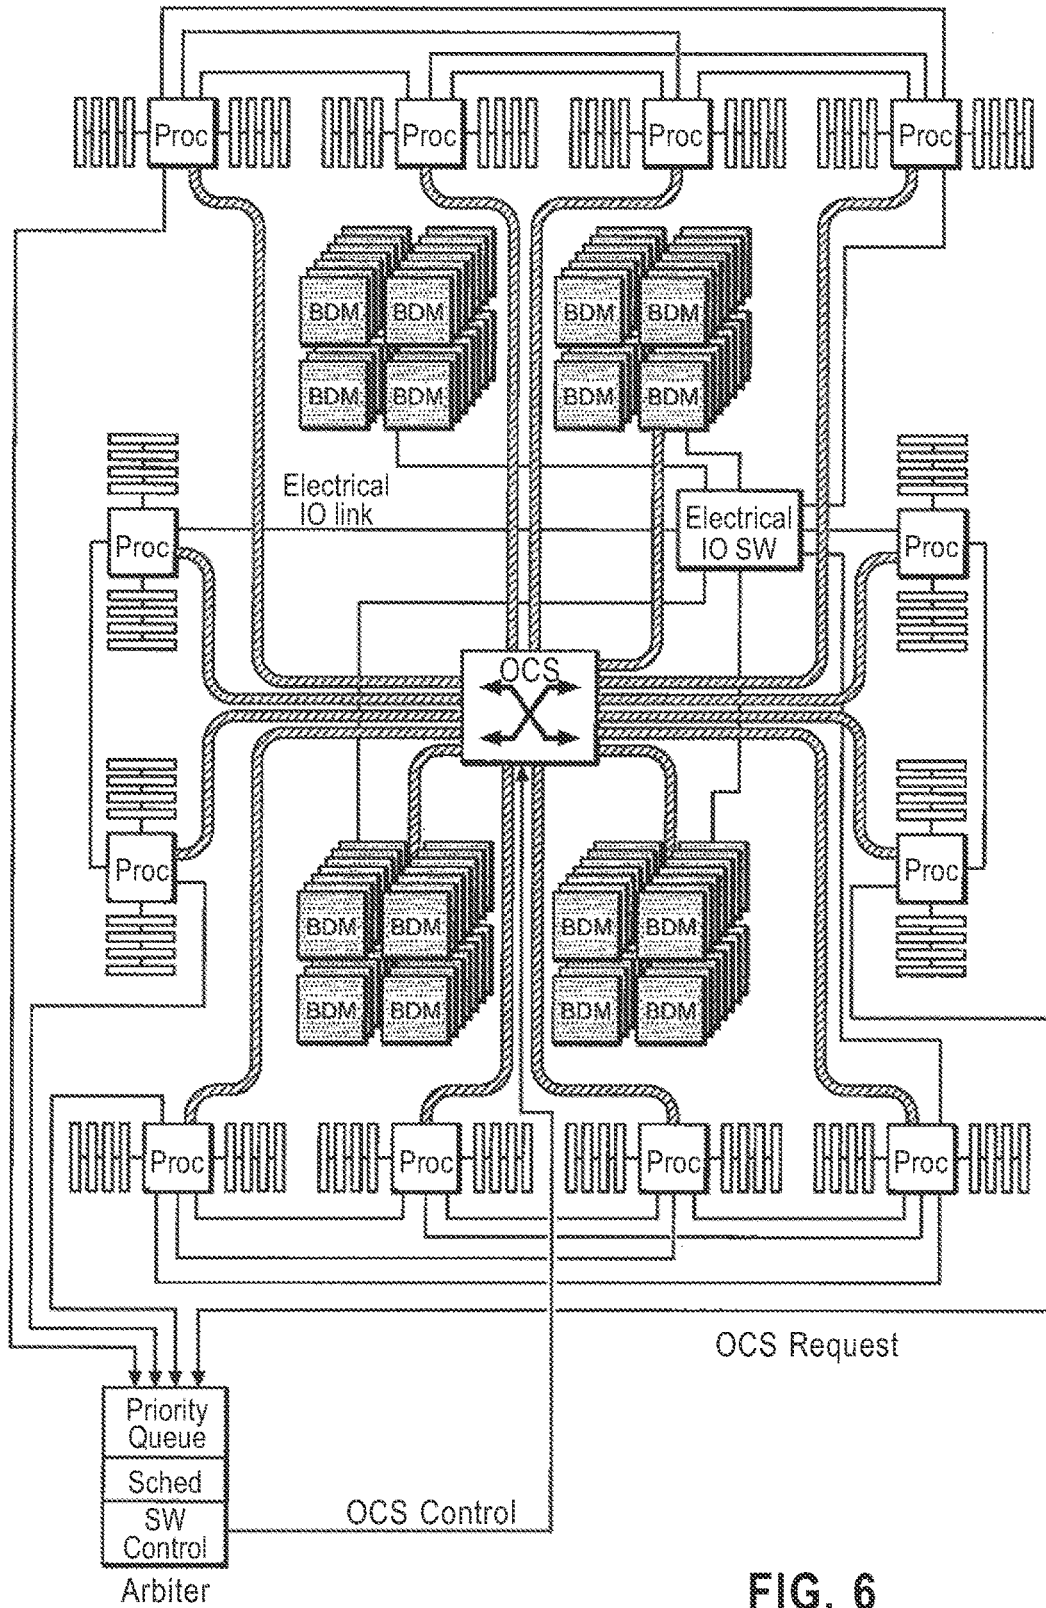 Proc
Proc
Proc
Proc
BDM
BDM
BDM
BDM
BDM
BDM
BDM
BDM
Electrical
IO link
Electrical
IO SW
Proc
Proc
OCS
Proc
Proc
BDM
BDM
BDM
BDM
BDM
BDM
BDM
BDM
Proc
Proc
Proc
Proc
OCS Request
Priority
Queue
Sched
SW
Control
OCS Control
Arbiter
FIG. 6